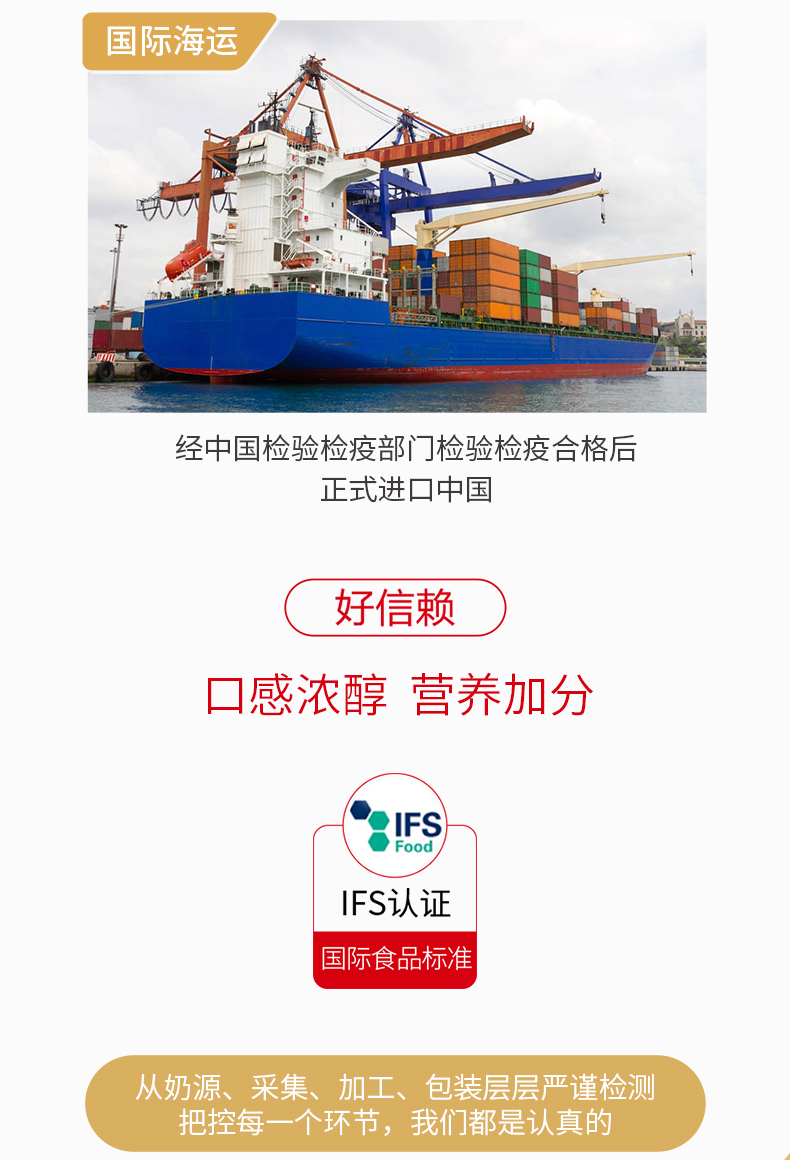 国际海运
经中国检验检疫部门检验检疫合格后
正式进口中国
好信赖
口感浓醇 营养加分
IFS
Food
IFS认证
国际食品标准
从奶源、采集、加工、包装层层严谨检测
把控每一个环节，我们都是认真的